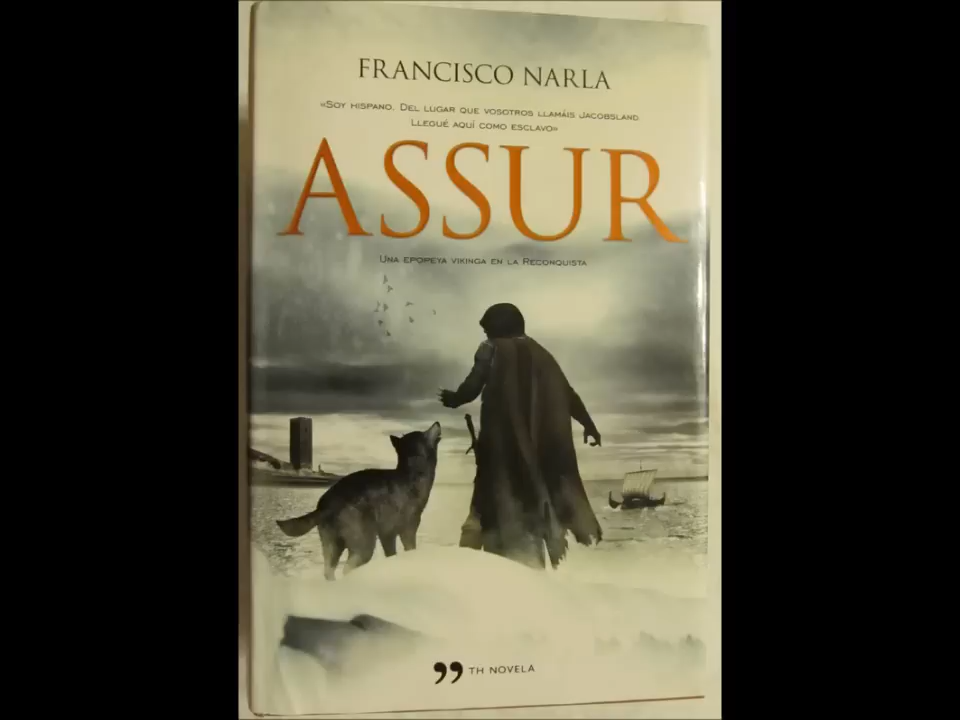 FRANCISCO NARLA
«SOY HISPANO. DEL LUGAR QUE VOSOTROS LLAMÁIS JACOBSLAND.
LLEGUÉ AQUÍ COMO ESCLAVO»
ASSUR
UNA EPOPEYA VIKINGA EN LA RECONQUISTA
TH NOVELA